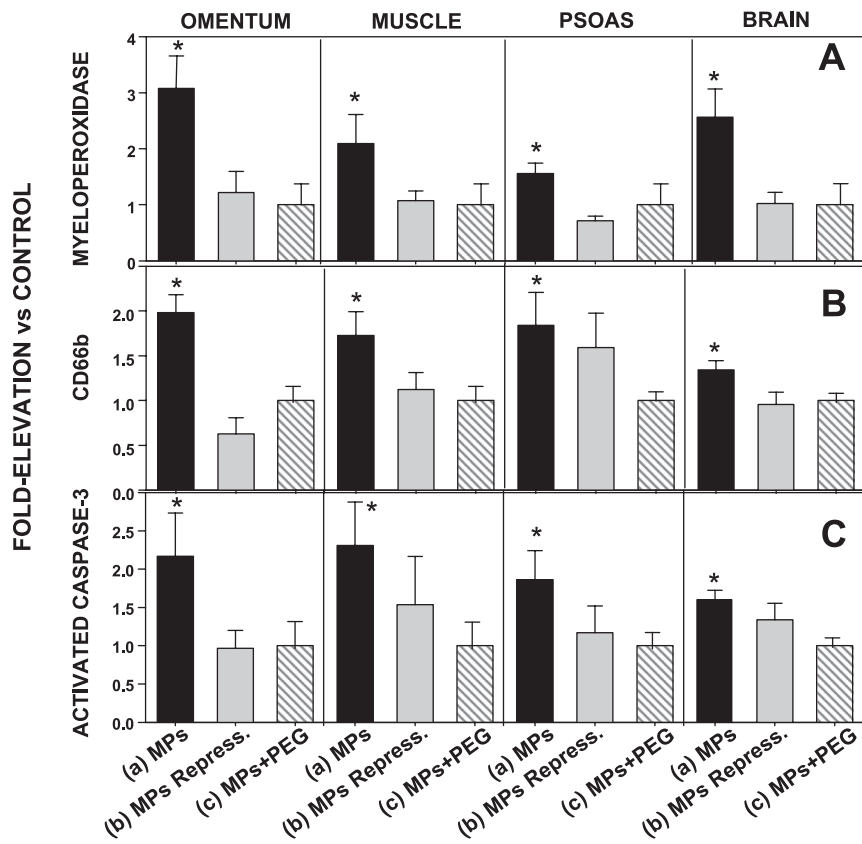 OMENTUM MUSCLE PSOAS BRAIN
FOLD-ELEVATION vs CONTROL
MYELOPEROXIDASE
4
3
2
1
0
* * * *
A
CD66b
2.0
1.5
1.0
0.5
0.0
* * * *
B
ACTIVATED CASPASE-3
2.5
2.0
1.5
1.0
0.5
0.0
* * * *
C
(a) MPs (b) MPs Repress. (c) MPs+PEG (a) MPs (b) MPs Repress. (c) MPs+PEG (a) MPs (b) MPs Repress. (c) MPs+PEG (a) MPs (b) MPs Repress. (c) MPs+PEG